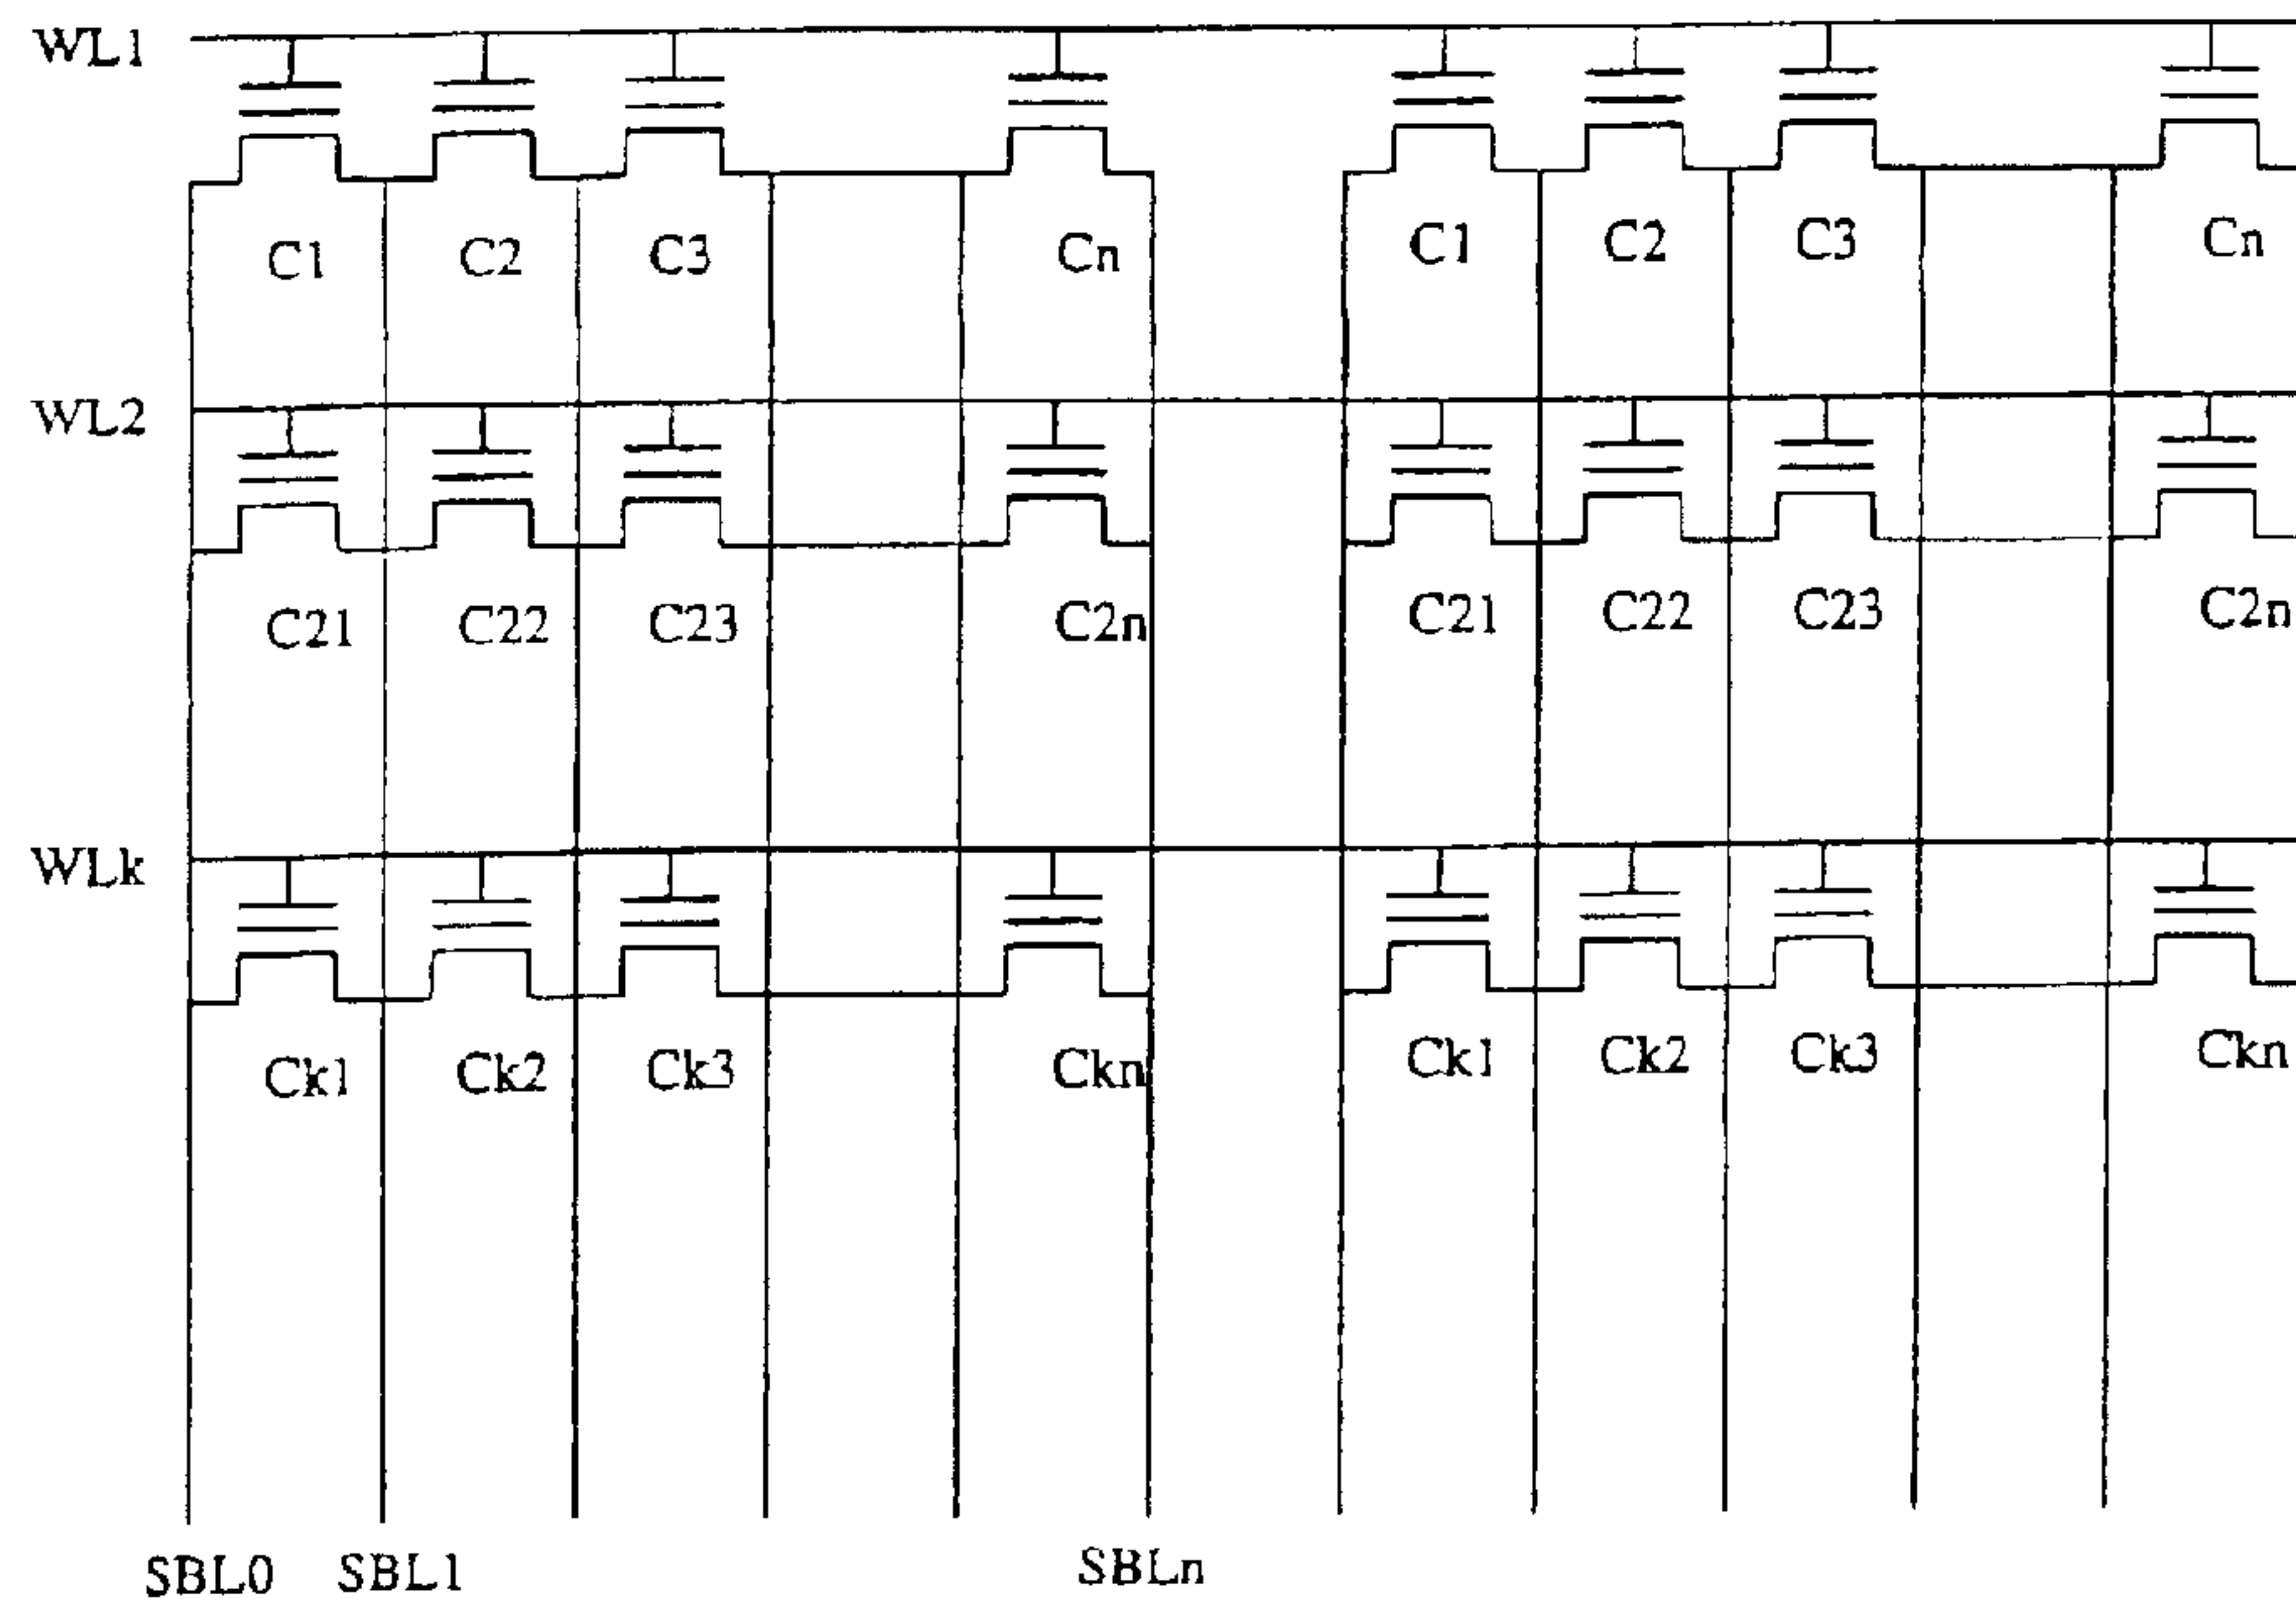 WL1
C1 C2 C3 Cn C1 C2 C3 Cn
WL2
C21 C22 C23 C2n C21 C22 C23 C2n
WLk
Ck1 Ck2 Ck3 Ckn Ck1 Ck2 Ck3 Ckn
SBL0 SBL1 SBLn